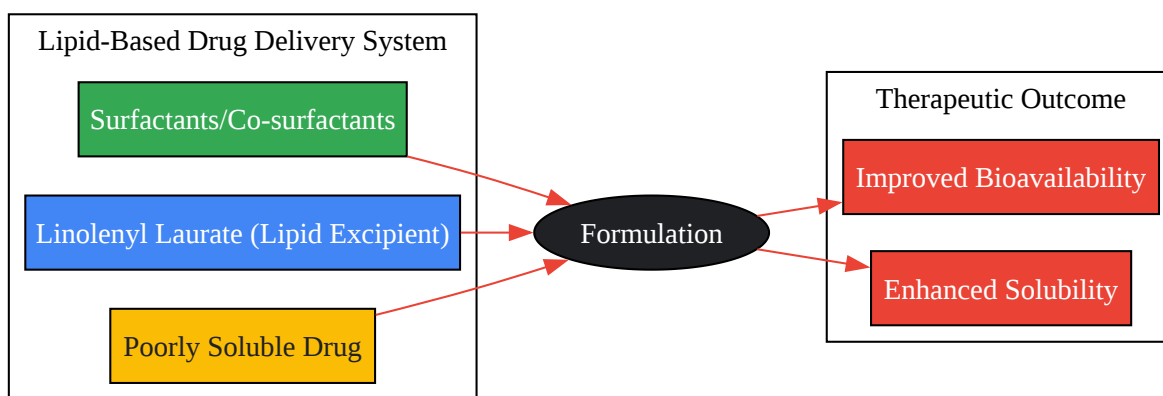 Lipid-Based Drug Delivery System
Surfactants/Co-surfactants
Linolenyl Laurate (Lipid Excipient)
Poorly Soluble Drug
Formulation
Therapeutic Outcome
Improved Bioavailability
Enhanced Solubility